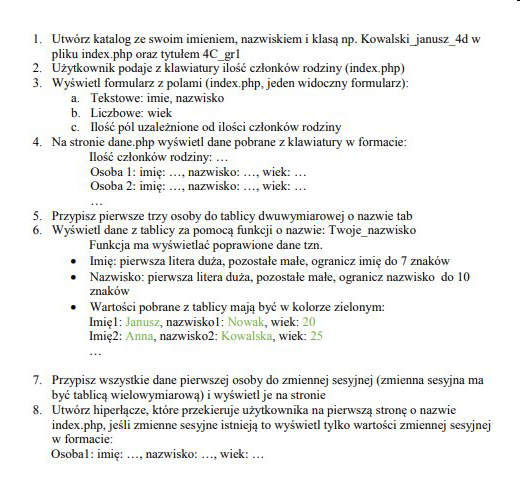 1. Utwórz katalog ze swoim imieniem, nazwiskiem i klasą np. Kowalski_janusz_4d w
pliku index.php oraz tytułem 4C_gr1
2. Użytkownik podaje z klawiatury ilość członków rodziny (index.php)
3. Wyświetl formularz z polami (index.php, jeden widoczny formularz):
a. Tekstowe: imie, nazwisko
b. Liczbowe: wiek
c. Ilość pól uzależnione od ilości członków rodziny
4. Na stronie dane.php wyświetl dane pobrane z klawiatury w formacie:
Ilość członków rodziny: …
Osoba 1: imię: …, nazwisko: …, wiek: …
Osoba 2: imię: …, nazwisko: …, wiek: …
…
5. Przypisz pierwsze trzy osoby do tablicy dwuwymiarowej o nazwie tab
6. Wyświetl dane z tablicy za pomocą funkcji o nazwie: Twoje_nazwisko
Funkcja ma wyświetlać poprawione dane tzn.
• Imię: pierwsza litera duża, pozostałe małe, ogranicz imię do 7 znaków
• Nazwisko: pierwsza litera duża, pozostałe małe, ogranicz nazwisko do 10
znaków
• Wartości pobrane z tablicy mają być w kolorze zielonym:
Imię1: Janusz, nazwisko1: Nowak, wiek: 20
Imię2: Anna, nazwisko2: Kowalska, wiek: 25
…
7. Przypisz wszystkie dane pierwszej osoby do zmiennej sesyjnej (zmienna sesyjna ma
być tablicą wielowymiarową) i wyświetl je na stronie
8. Utwórz hiperłącze, które przekieruje użytkownika na pierwszą stronę o nazwie
index.php, jeśli zmienne sesyjne istnieją to wyświetl tylko wartości zmiennej sesyjnej
w formacie:
Osoba1: imię: …, nazwisko: …, wiek: …